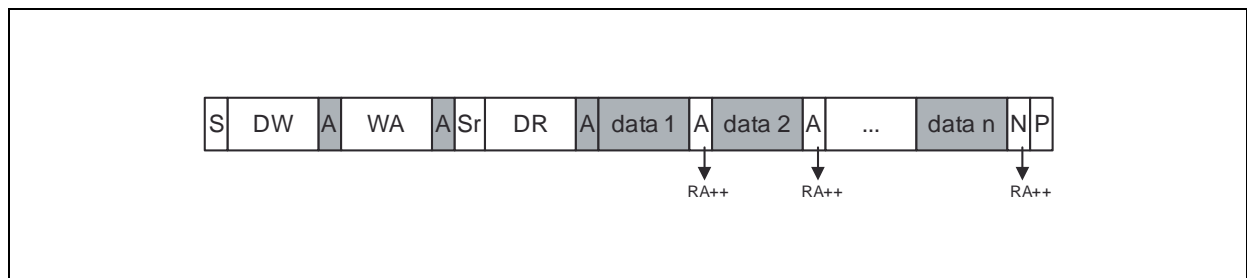 S DW A WA A Sr DR A data 1 A data 2 A ... data n N P
RA++ RA++ RA++